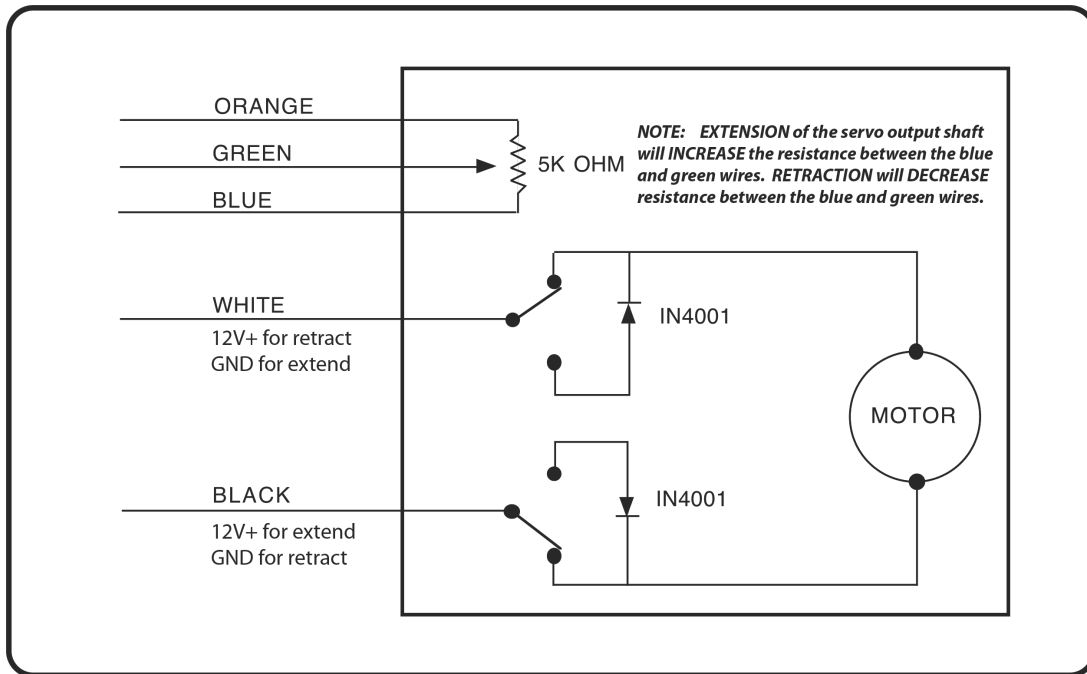 ORANGE
GREEN
BLUE
5K OHM
NOTE: EXTENSION of the servo output shaft
will INCREASE the resistance between the blue
and green wires. RETRACTION will DECREASE
resistance between the blue and green wires.
WHITE
12V+ for retract
GND for extend
IN4001
MOTOR
BLACK
12V+ for extend
GND for retract
IN4001